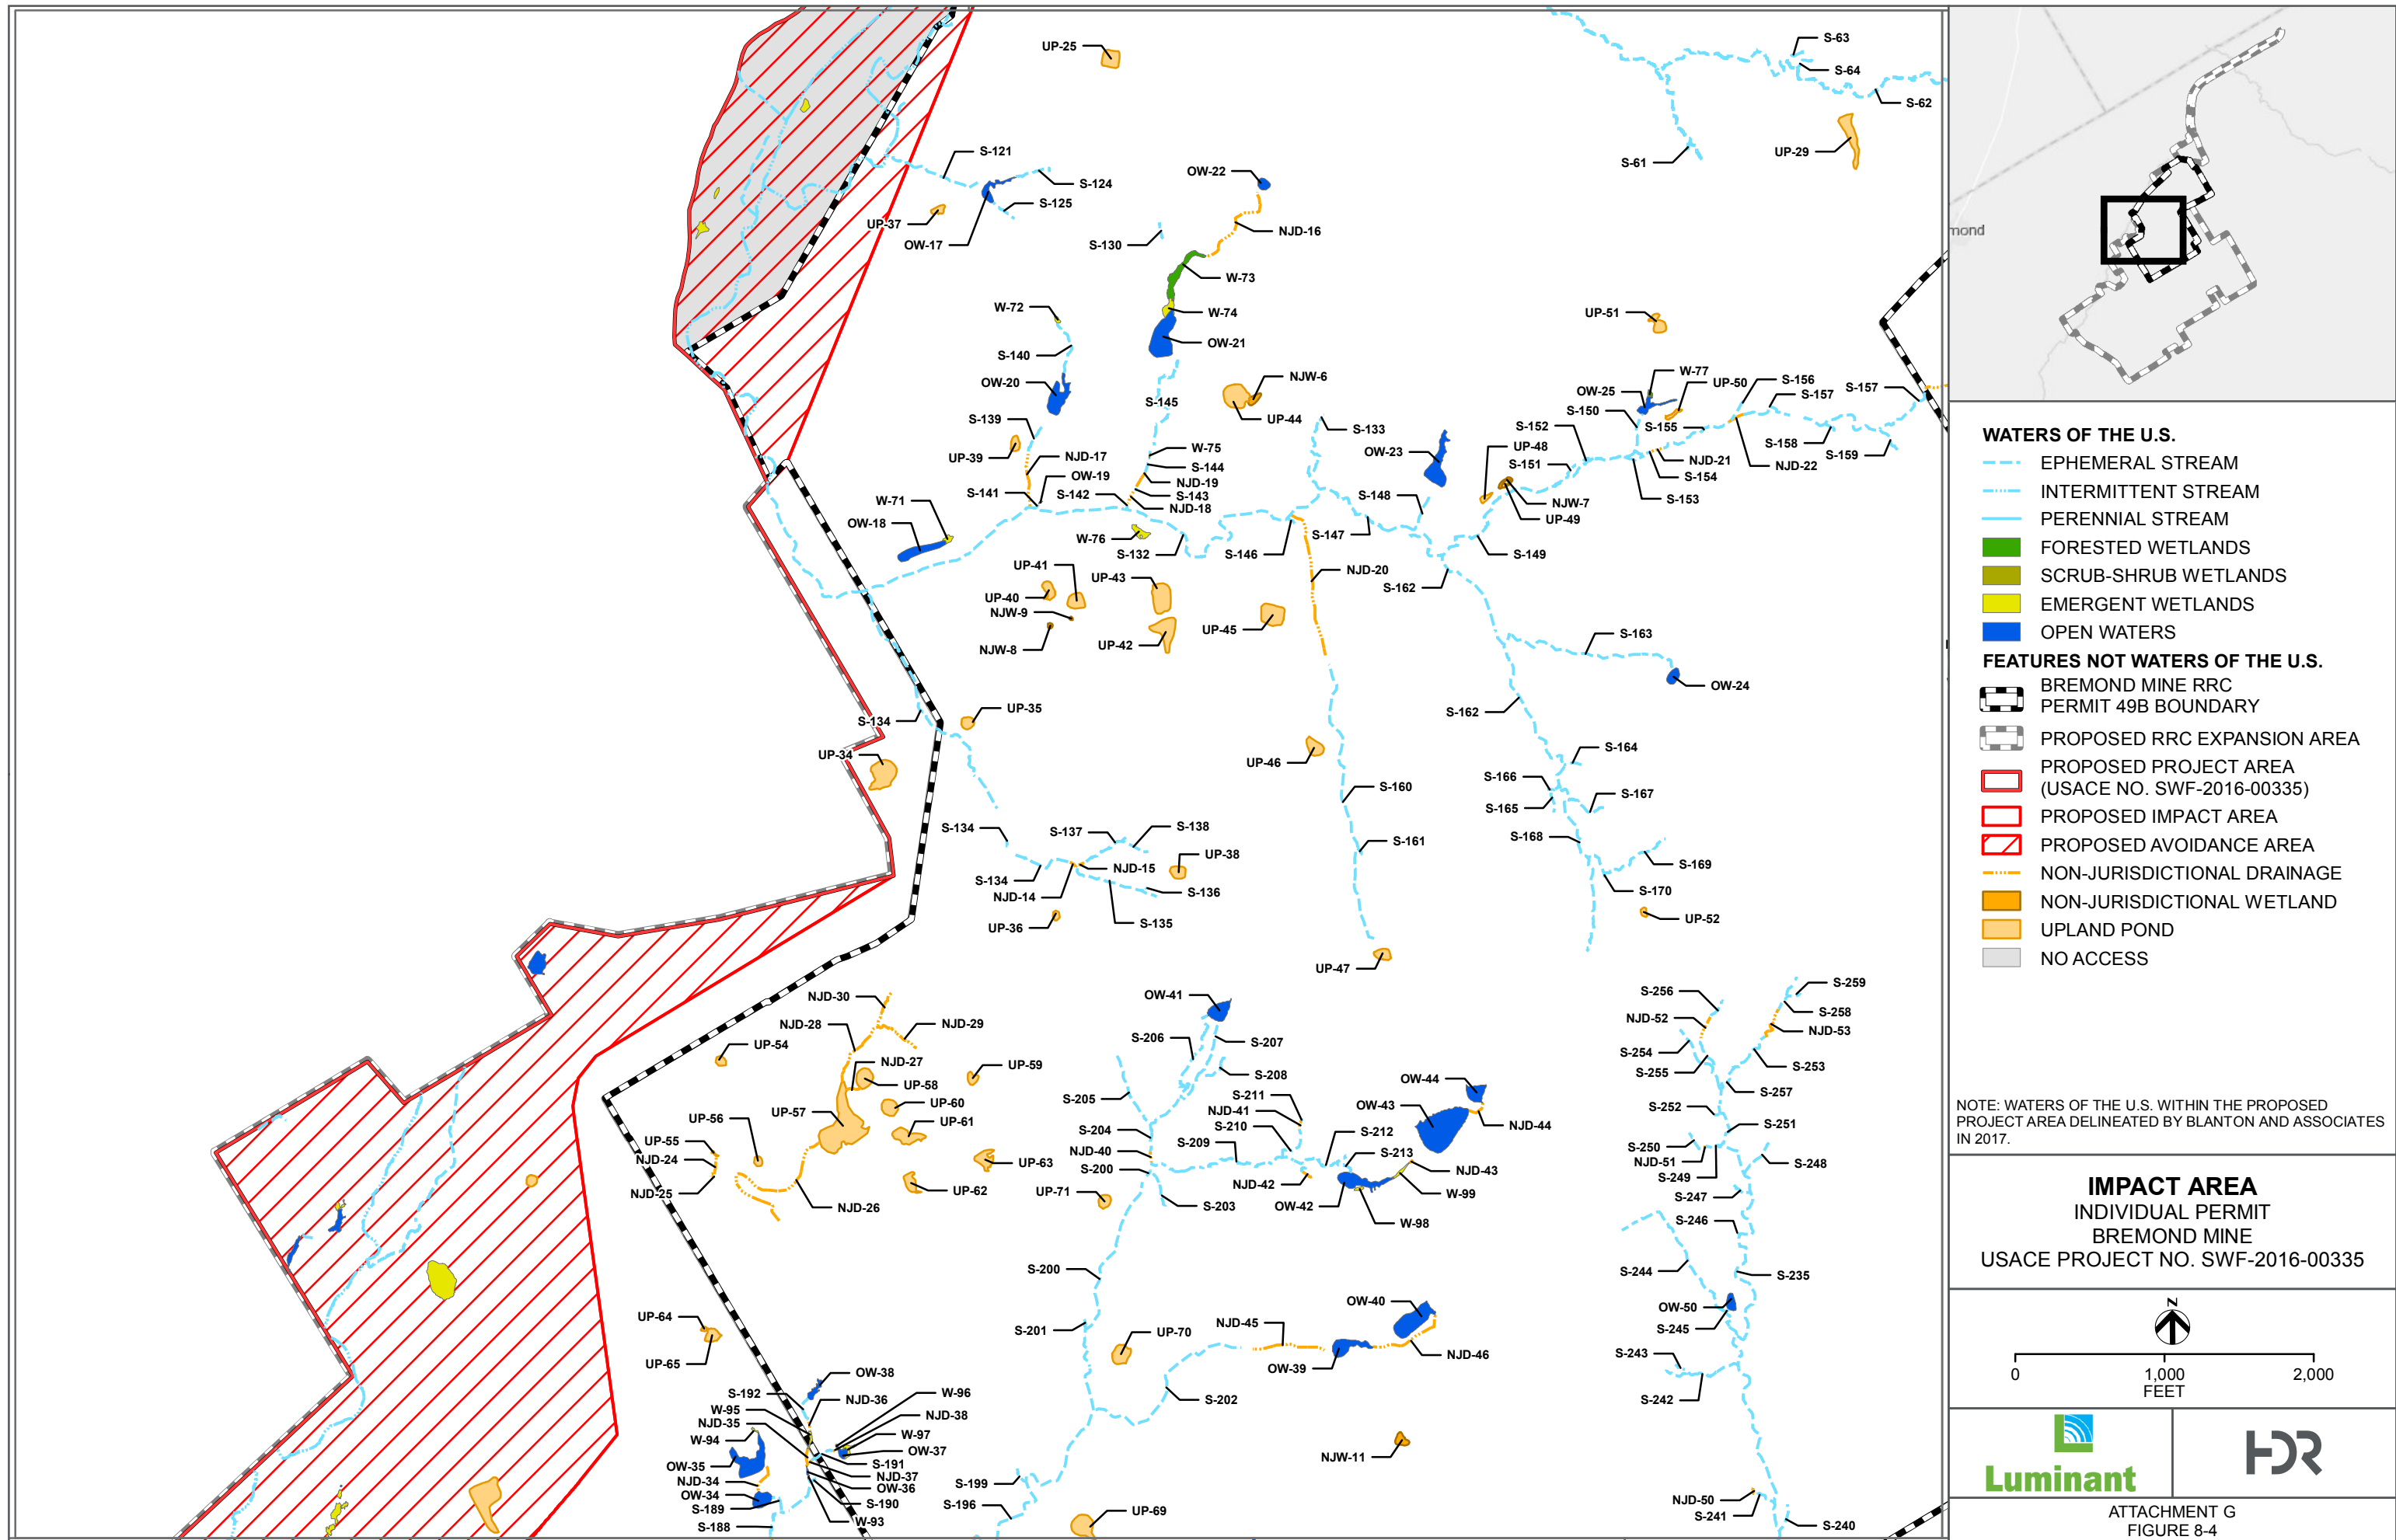 UP-25
S-63
S-64
S-62
UP-29
S-61
S-121
S-124
S-125
UP-37
OW-17
OW-22
NJD-16
S-130
W-73
W-74
OW-21
W-72
S-140
OW-20
S-139
UP-39
NJD-17
OW-19
S-141
S-142
S-145
W-75
S-144
NJD-19
S-143
NJD-18
NJW-6
UP-44
W-71
OW-18
W-76
S-132
S-133
OW-23
S-148
S-146
S-147
UP-51
W-77
OW-25
UP-50
S-156
S-157
S-157
S-150
S-155
S-152
S-158
S-159
UP-48
S-151
NJD-21
NJD-22
S-154
S-153
NJW-7
UP-49
S-149
S-162
UP-41
UP-40
NJW-9
NJW-8
UP-43
UP-42
UP-45
NJD-20
S-163
OW-24
S-162
S-134
UP-35
UP-34
UP-46
S-164
S-166
S-165
S-167
S-160
S-161
S-168
S-169
S-170
S-134
S-137
S-138
UP-38
S-134
NJD-15
NJD-14
S-136
S-135
UP-36
UP-52
UP-47
NJD-30
NJD-28
NJD-29
UP-54
NJD-27
UP-58
UP-59
UP-60
UP-57
UP-61
UP-56
UP-55
NJD-24
NJD-25
NJD-26
UP-63
UP-62
OW-41
S-206
S-207
S-208
S-205
S-204
NJD-40
S-200
S-203
UP-71
S-211
NJD-41
S-210
S-209
S-212
S-213
NJD-42
OW-42
OW-44
OW-43
NJD-44
NJD-43
W-99
W-98
S-256
NJD-52
S-254
S-255
S-259
S-258
NJD-53
S-253
S-257
S-252
S-251
S-250
NJD-51
S-249
S-248
S-247
S-246
S-244
S-235
OW-50
S-245
S-243
S-242
S-200
S-201
UP-70
NJD-45
OW-40
OW-39
NJD-46
S-202
UP-64
UP-65
OW-38
S-192
NJD-36
W-96
W-95
NJD-35
NJD-38
W-94
W-97
OW-37
OW-35
S-191
NJD-34
NJD-37
OW-34
OW-36
S-189
S-190
S-188
W-93
S-199
S-196
UP-69
NJW-11
NJD-50
S-241
S-240
mond
WATERS OF THE U.S.
EPHEMERAL STREAM
INTERMITTENT STREAM
PERENNIAL STREAM
FORESTED WETLANDS
SCRUB-SHRUB WETLANDS
EMERGENT WETLANDS
OPEN WATERS
FEATURES NOT WATERS OF THE U.S.
BREMOND MINE RRC
PERMIT 49B BOUNDARY
PROPOSED RRC EXPANSION AREA
PROPOSED PROJECT AREA
(USACE NO. SWF-2016-00335)
PROPOSED IMPACT AREA
PROPOSED AVOIDANCE AREA
NON-JURISDICTIONAL DRAINAGE
NON-JURISDICTIONAL WETLAND
UPLAND POND
NO ACCESS
NOTE: WATERS OF THE U.S. WITHIN THE PROPOSED
PROJECT AREA DELINEATED BY BLANTON AND ASSOCIATES
IN 2017.
IMPACT AREA
INDIVIDUAL PERMIT
BREMOND MINE
USACE PROJECT NO. SWF-2016-00335
N
0 1,000 2,000
FEET
Luminant
HDR
ATTACHMENT G
FIGURE 8-4